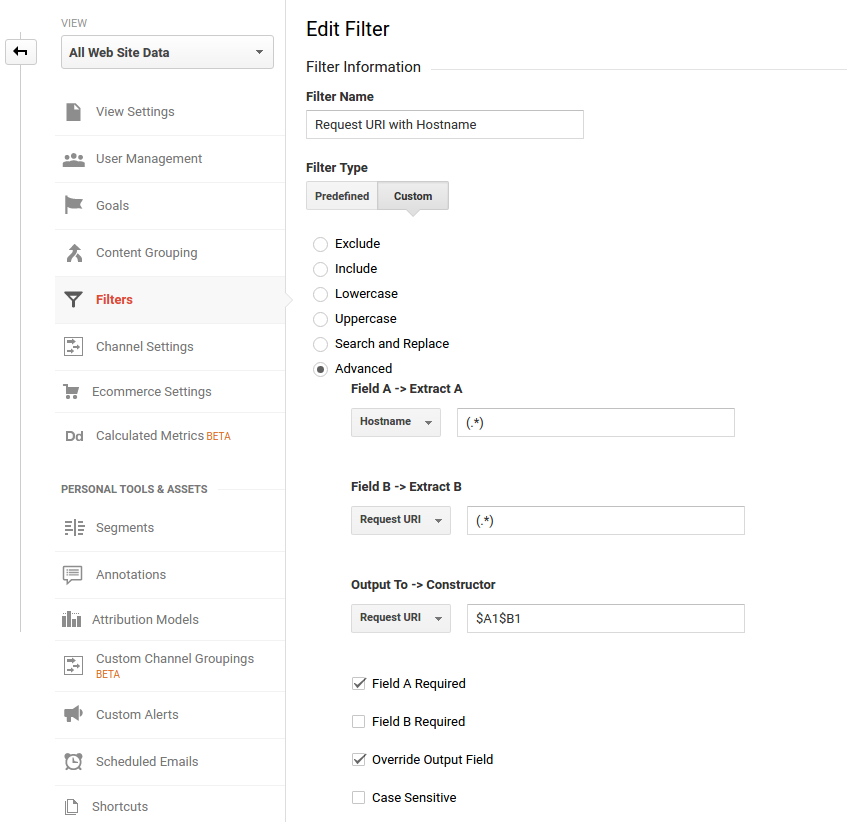 VIEW
All Web Site Data
View Settings
User Management
Goals
Content Grouping
Filters
Channel Settings
Ecommerce Settings
Dd Calculated Metrics BETA
PERSONAL TOOLS & ASSETS
Segments
Annotations
Attribution Models
Custom Channel Groupings
BETA
Custom Alerts
Scheduled Emails
Shortcuts
Edit Filter
Filter Information
Filter Name
Request URI with Hostname
Filter Type
Predefined Custom
Exclude
Include
Lowercase
Uppercase
Search and Replace
Advanced
Field A -> Extract A
Hostname (.*)
Field B -> Extract B
Request URI (.*)
Output To -> Constructor
Request URI $A1$B1
Field A Required
Field B Required
Override Output Field
Case Sensitive